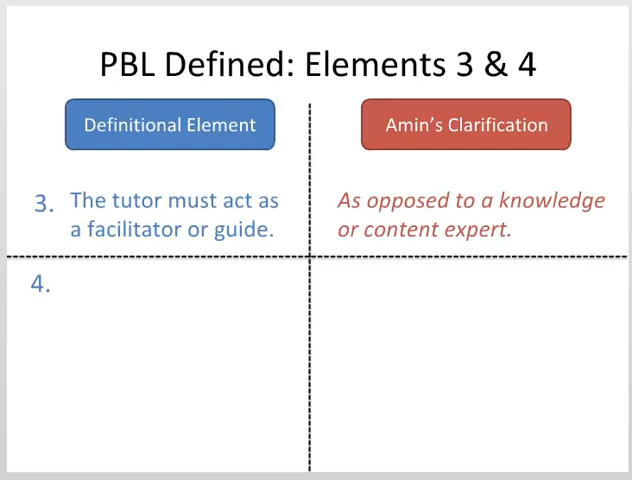 PBL Defined: Elements 3 & 4
Definitional Element
Amin’s Clarification
3. The tutor must act as
a facilitator or guide.
As opposed to a knowledge
or content expert.
4.